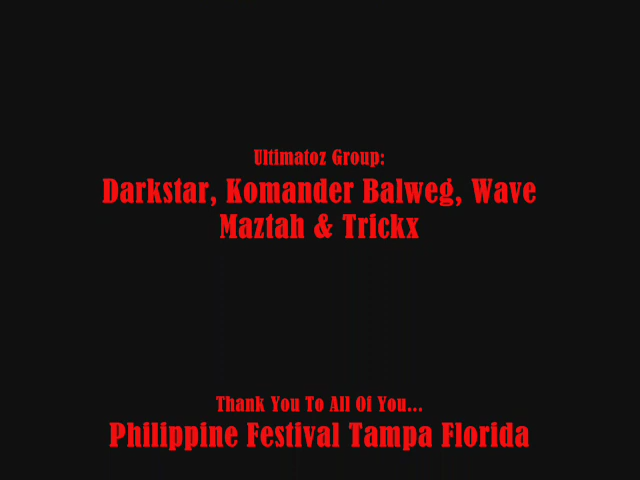 Ultimatoz Group:
Darkstar, Komander Balweg, Wave
Maztah & Trickx
Thank You To All Of You...
Philippine Festival Tampa Florida